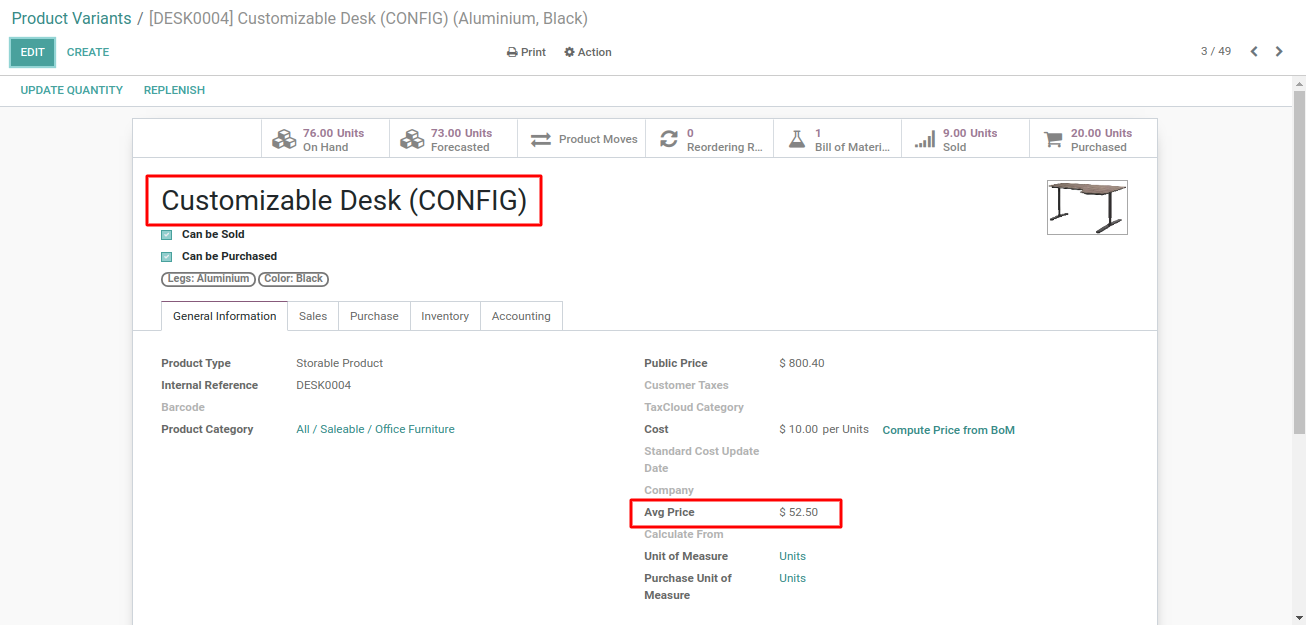 Product Variants / [DESK0004] Customizable Desk (CONFIG) (Aluminium, Black)
EDIT CREATE Print Action 3 / 49
UPDATE QUANTITY REPLENISH
76.00 Units On Hand
73.00 Units Forecasted
Product Moves
0 Reordering R...
1 Bill of Materi...
9.00 Units Sold
20.00 Units Purchased
Customizable Desk (CONFIG)
Can be Sold
Can be Purchased
Legs: Aluminium Color: Black
General Information Sales Purchase Inventory Accounting
Product Type Storable Product
Internal Reference DESK0004
Barcode
Product Category All / Saleable / Office Furniture
Public Price $ 800.40
Customer Taxes
TaxCloud Category
Cost $ 10.00 per Units Compute Price from BoM
Standard Cost Update
Date
Company
Avg Price $ 52.50
Calculate From
Unit of Measure Units
Purchase Unit of Units
Measure